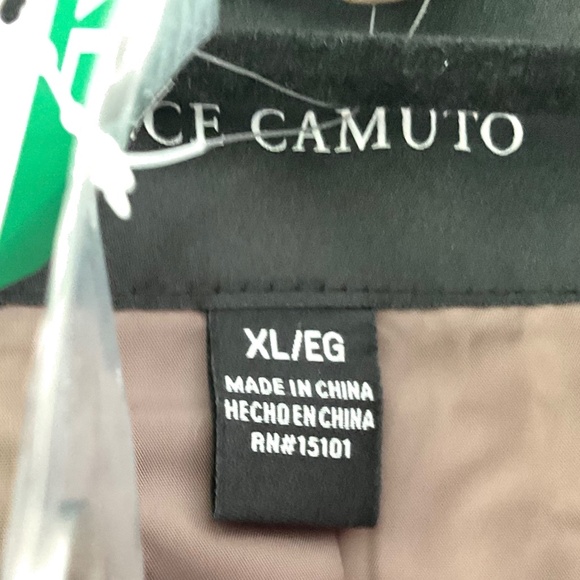 CE CAMUTO
XL/EG
MADE IN CHINA
HECHO EN CHINA
RN#15101